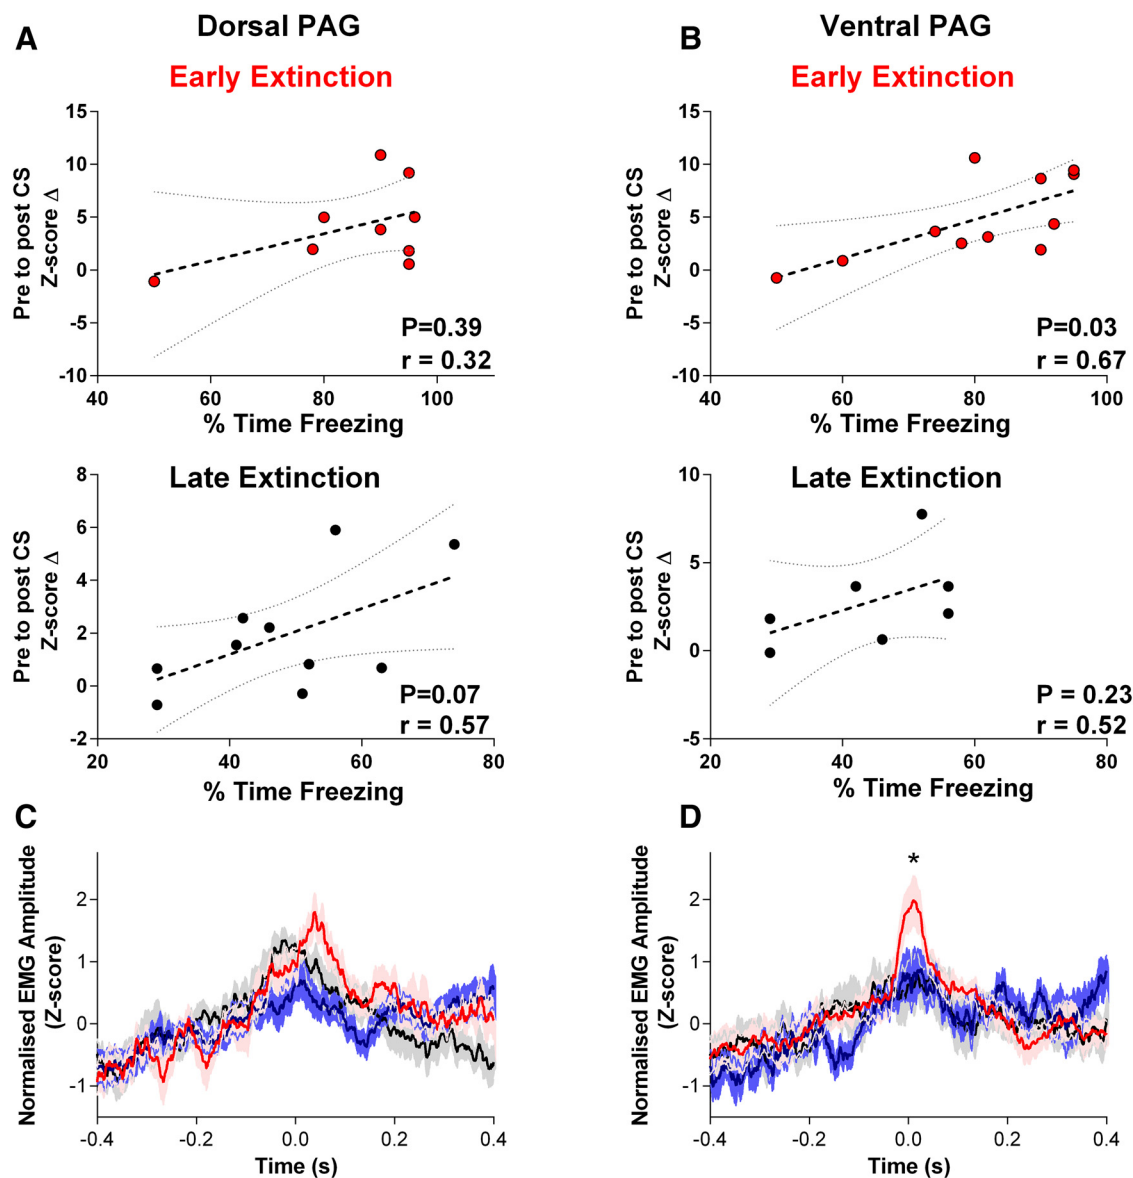 A
Dorsal PAG
Early Extinction
Pre to post CS
Z-score Δ
15
10
5
0
-5
-10
40
60
80
100
P=0.39
r = 0.32
% Time Freezing
B
Ventral PAG
Early Extinction
Pre to post CS
Z-score Δ
15
10
5
0
-5
-10
40
60
80
100
P=0.03
r = 0.67
% Time Freezing
Late Extinction
Pre to post CS
Z-score Δ
8
6
4
2
0
-2
20
40
60
80
P=0.07
r = 0.57
% Time Freezing
Late Extinction
Pre to post CS
Z-score Δ
10
5
0
-5
20
40
60
80
P = 0.23
r = 0.52
% Time Freezing
C
Normalised EMG Amplitude
(Z-score)
2
1
0
-1
-0.4
-0.2
0.0
0.2
0.4
Time (s)
D
Normalised EMG Amplitude
(Z-score)
*
2
1
0
-1
-0.4
-0.2
0.0
0.2
0.4
Time (s)